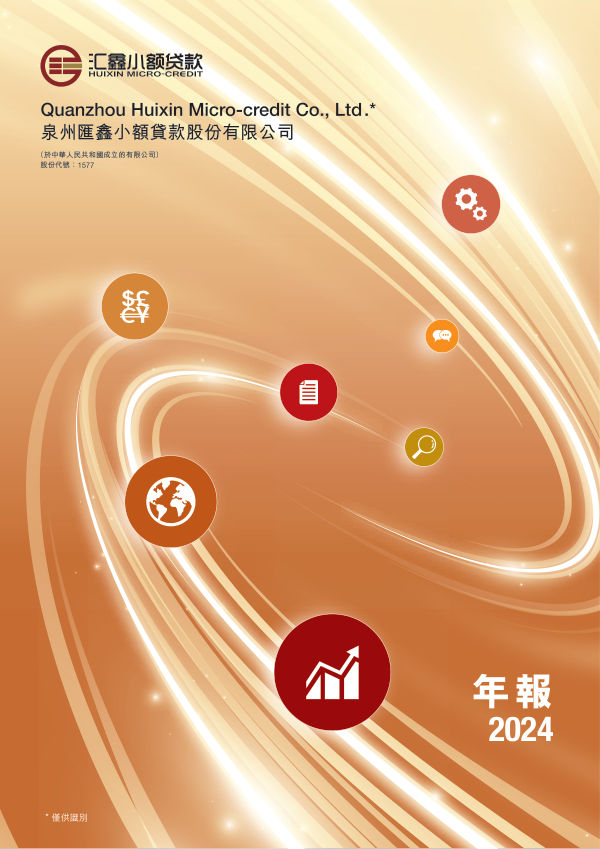 汇鑫小额贷款
HUIXIN MICRO-CREDIT
Quanzhou Huixin Micro-credit Co., Ltd.*
泉州匯鑫小額貸款股份有限公司
(於中華人民共和國成立的有限公司)
股份代號：1577
$£
€¥
年報
2024
* 僅供識別